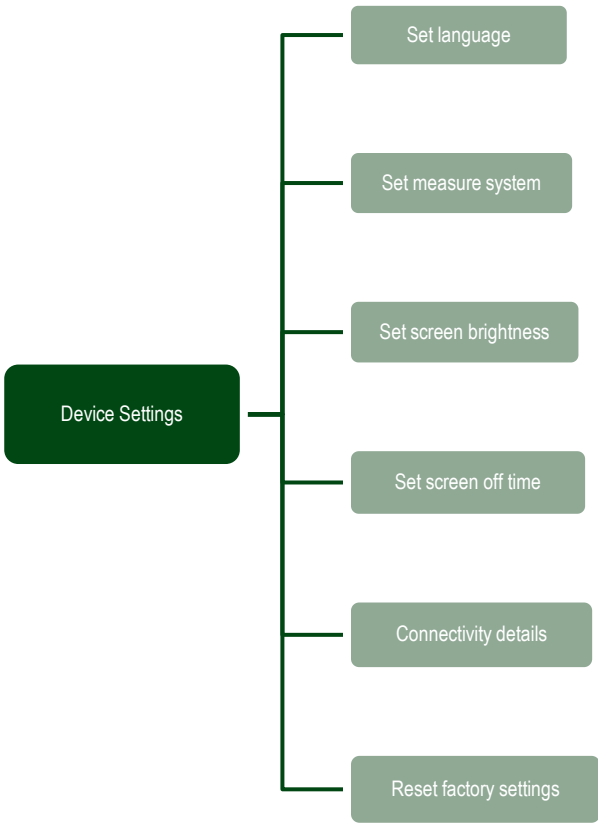 Set language
Set measure system
Set screen brightness
Device Settings
Set screen off time
Connectivity details
Reset factory settings